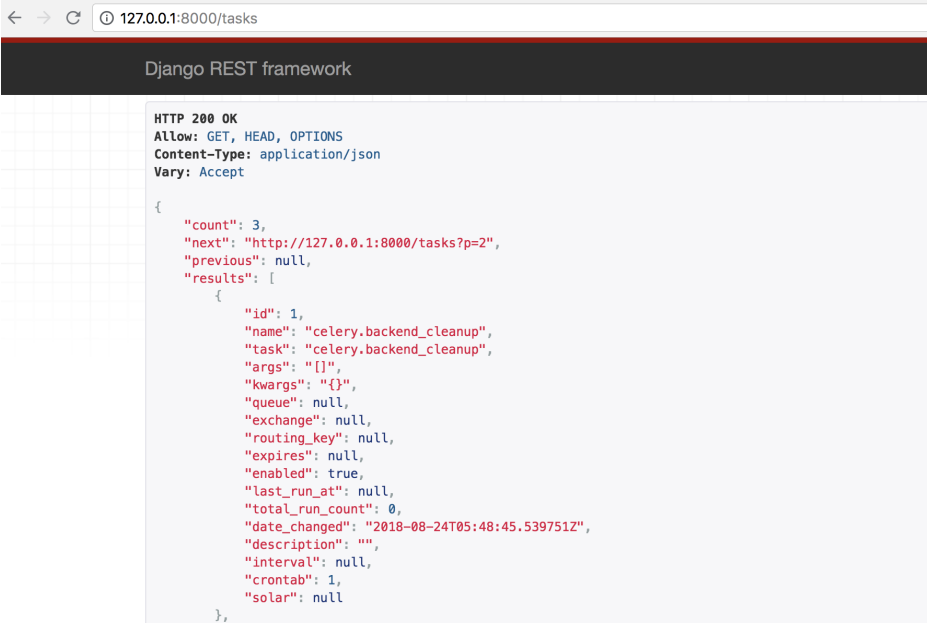 127.0.0.1:8000/tasks
Django REST framework
HTTP 200 OK
Allow: GET, HEAD, OPTIONS
Content-Type: application/json
Vary: Accept
{
    "count": 3,
    "next": "http://127.0.0.1:8000/tasks?p=2",
    "previous": null,
    "results": [
        {
            "id": 1,
            "name": "celery.backend_cleanup",
            "task": "celery.backend_cleanup",
            "args": "[]",
            "kwargs": "{}",
            "queue": null,
            "exchange": null,
            "routing_key": null,
            "expires": null,
            "enabled": true,
            "last_run_at": null,
            "total_run_count": 0,
            "date_changed": "2018-08-24T05:48:45.539751Z",
            "description": "",
            "interval": null,
            "crontab": 1,
            "solar": null
        },